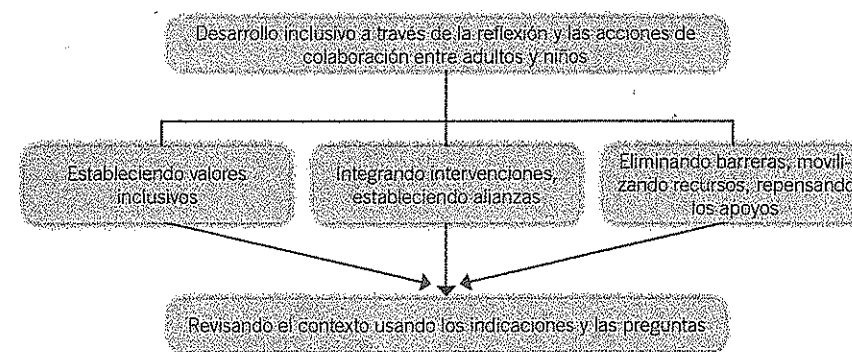 Desarrollo inclusivo a través de la reflexión y las acciones de
colaboración entre adultos y niños
Estableciendo valores
inclusivos
Integrando intervenciones,
estableciendo alianzas
Eliminando barreras, movili-
zando recursos, repensando
los apoyos
Revisando el contexto usando los indicaciones y las preguntas